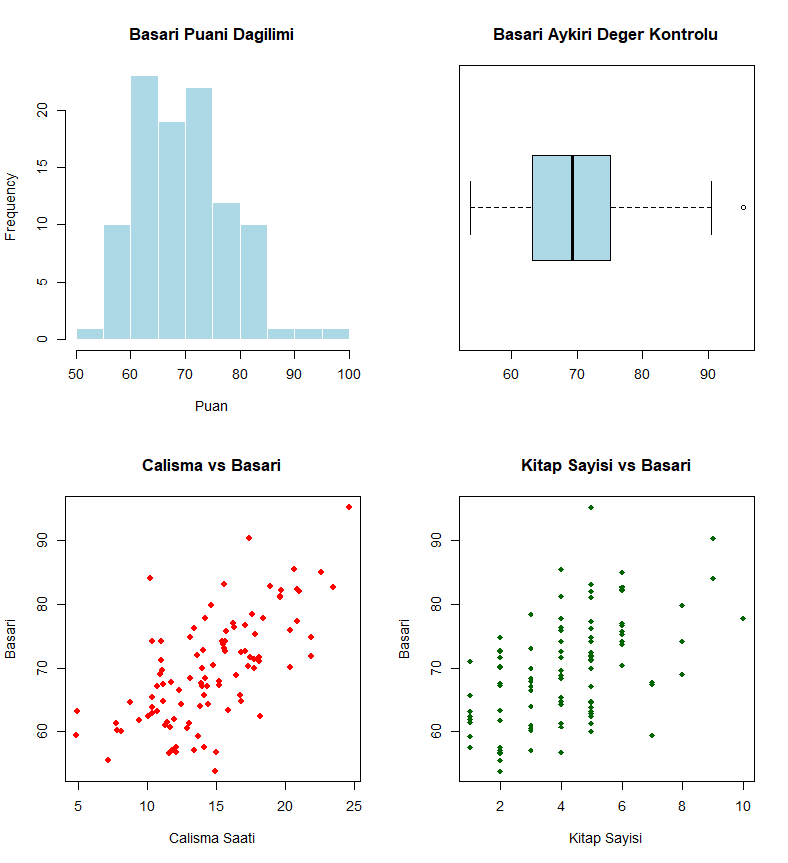 Basari Puani Dagilimi
Frequency
20
15
10
5
0
50 60 70 80 90 100
Puan
Basari Aykiri Deger Kontrolu
60 70 80 90
Calisma vs Basari
Basari
90
80
70
60
5 10 15 20 25
Calisma Saati
Kitap Sayisi vs Basari
Basari
90
80
70
60
2 4 6 8 10
Kitap Sayisi